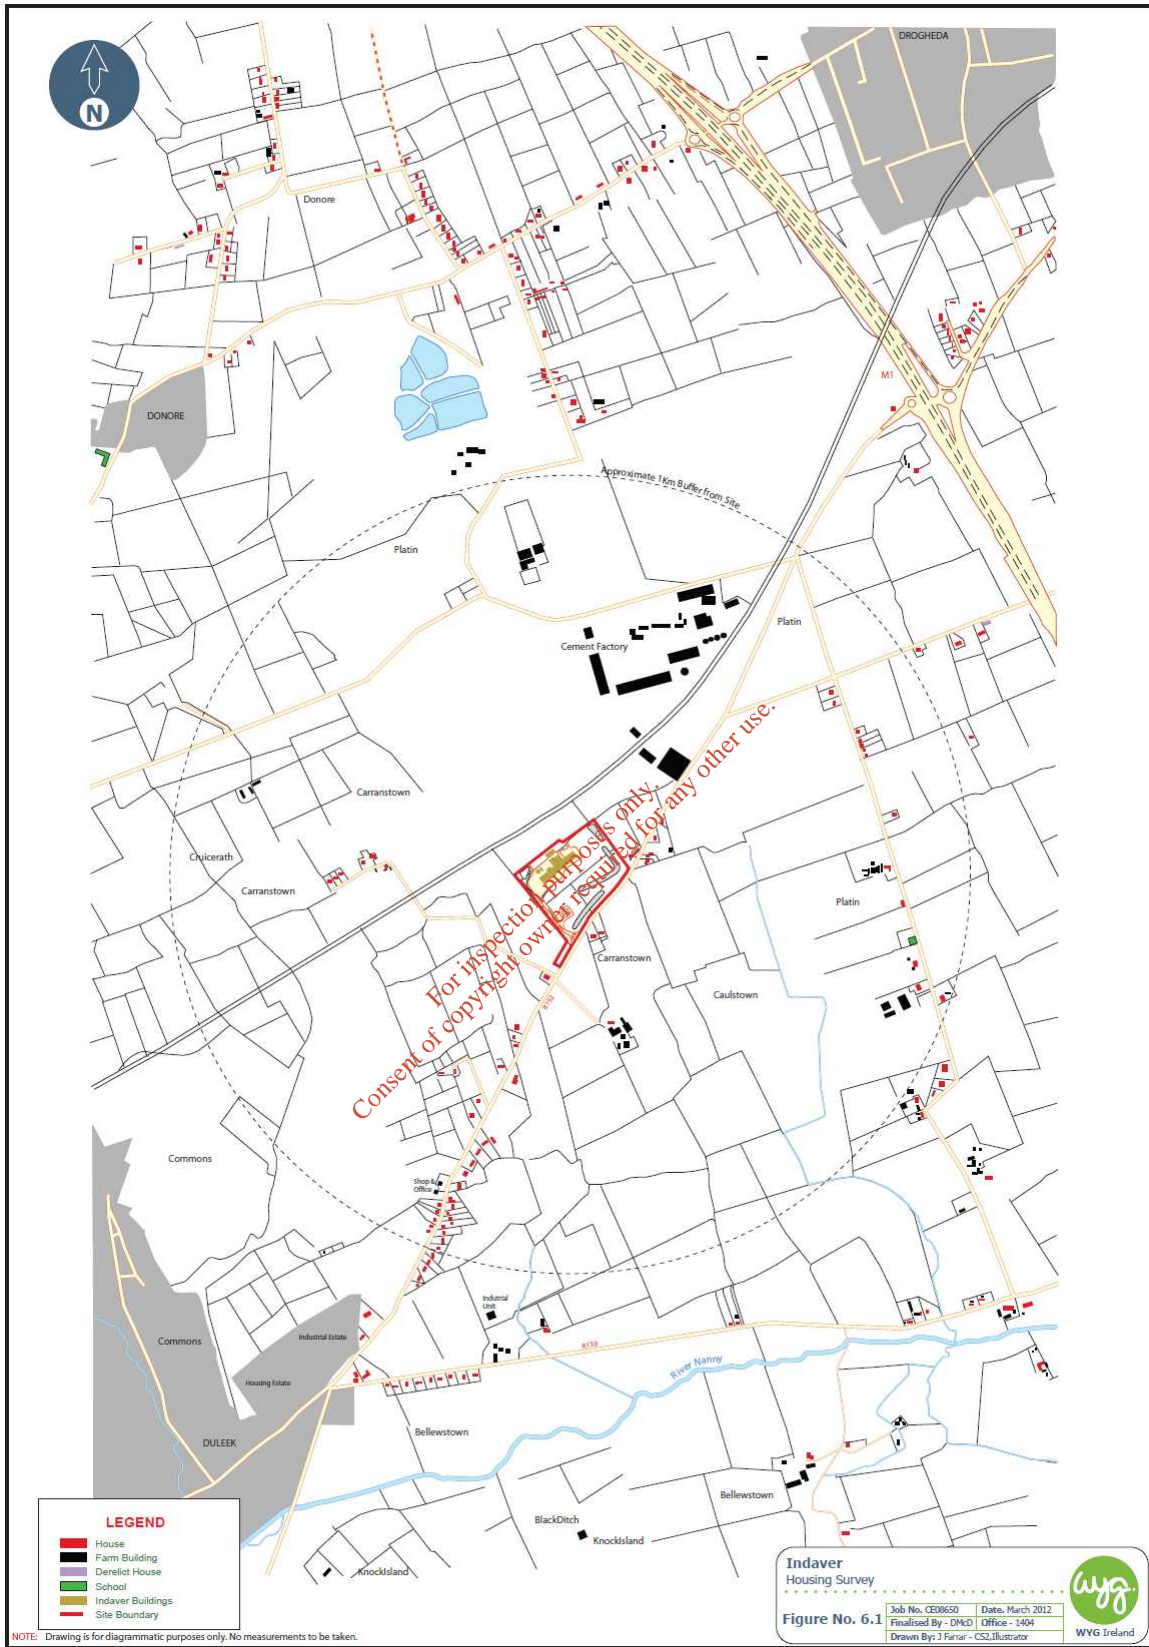 N
DROGHEDA
Donore
M1
DONORE
Approximate 1Km Buffer from Site
Platin
Platin
Cement Factory
Carranstown
Cruicerath
Carranstown
Platin
Carranstown
Caulstown
R152
For inspection purposes only.
Consent of copyright owner required for any other use.
Commons
Shop &
Office
Indutrial
Unit
Commons
Industrial Estate
R150
River Nanny
Housing Estate
Bellewstown
DULEEK
Bellewstown
BlackDitch
KnockIsland
KnockIsland
LEGEND
House
Farm Building
Derelict House
School
Indaver Buildings
Site Boundary
NOTE: Drawing is for diagrammatic purposes only. No measurements to be taken.
Indaver
Housing Survey
Figure No. 6.1
Job No. CE08650 Date. March 2012
Finalised By - DMcD Office - 1404
Drawn By: J Farrar - CS2,Illustrator
wyg
WYG Ireland